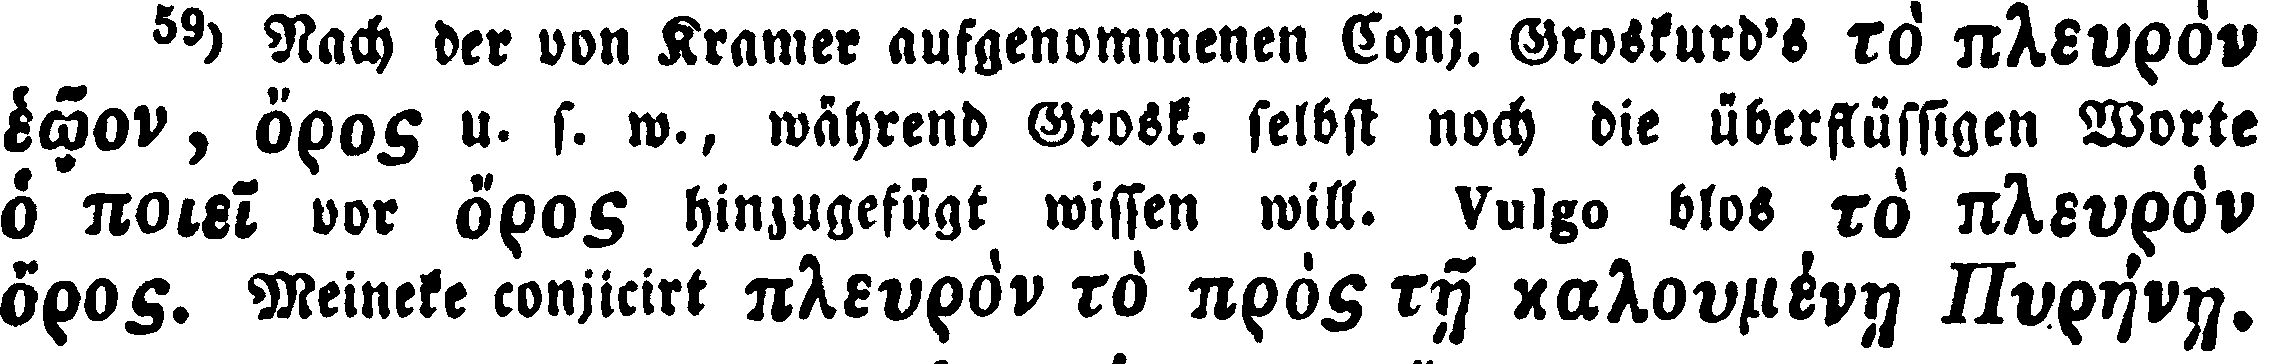 59) Nach der von Kramer aufgenommenen Conj. Groskurd's τὸ πλευρὸν
ἑῷον, ὄρος u. s. w., während Grosk. selbst noch die überflüssigen Worte
ὁ ποιεῖ vor ὄρος hinzugefügt wissen will. Vulgo blos τὸ πλευρὸν
ὄρος. Meineke conjicirt πλευρὸν τὸ πρὸς τῇ καλουμένῃ Πυρήνῃ.